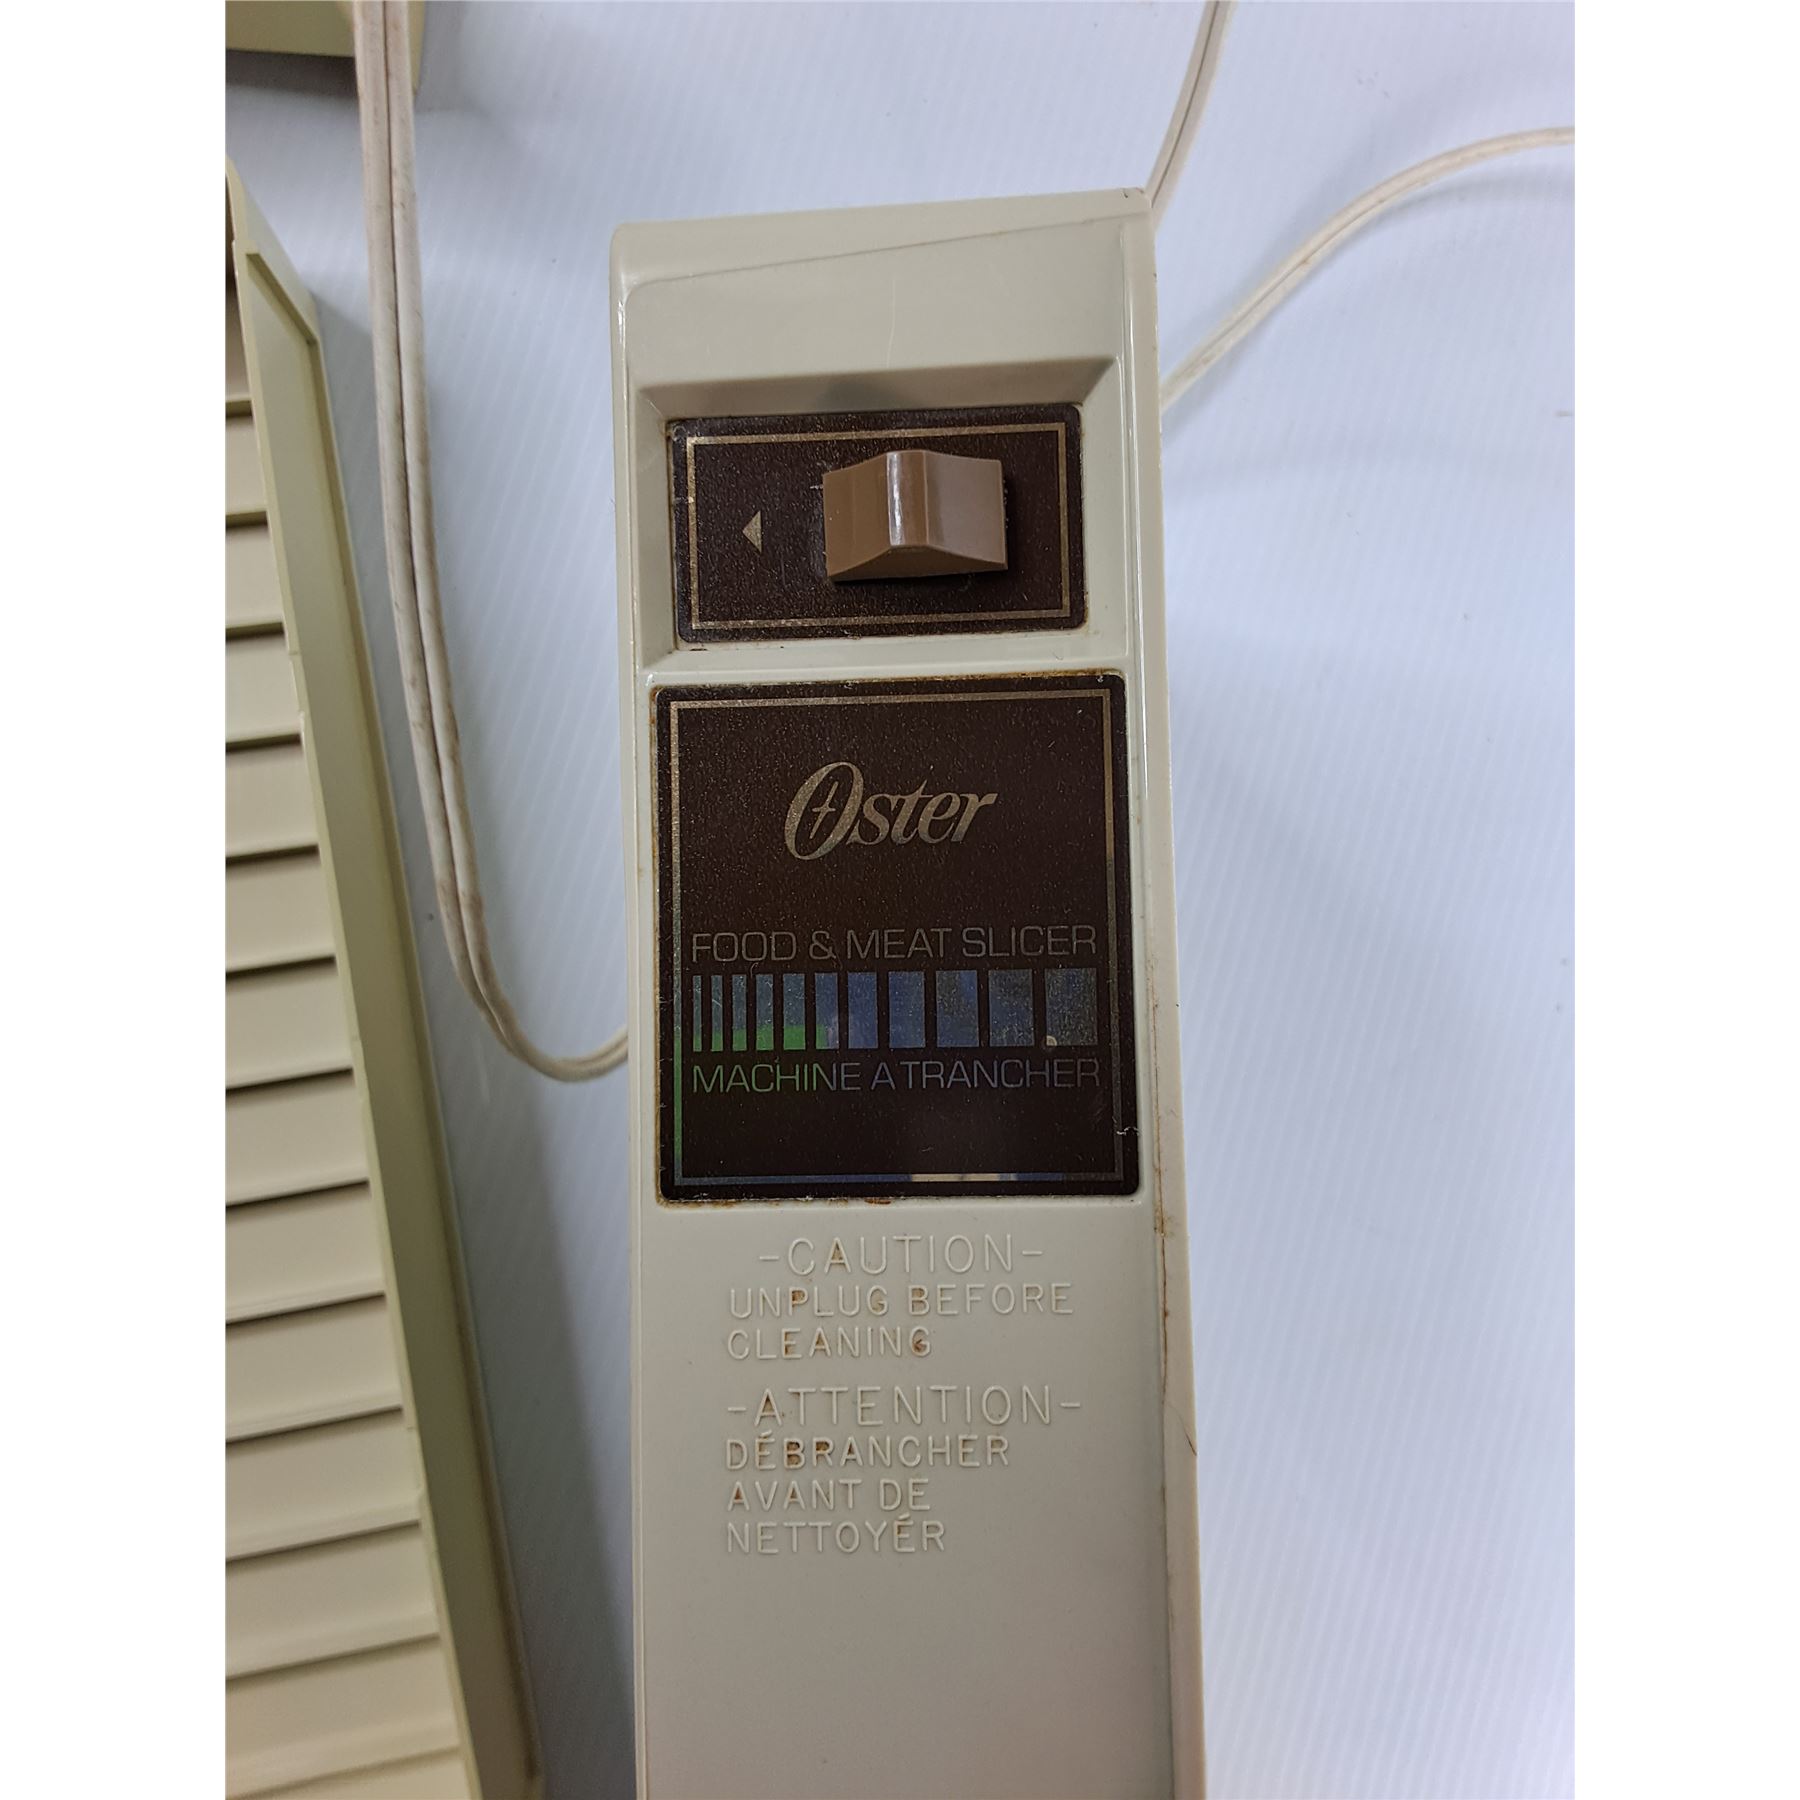 Oster
FOOD & MEAT SLICER
MACHINE A TRANCHER
-CAUTION-
UNPLUG BEFORE
CLEANING
-ATTENTION-
DÉBRANCHER
AVANT DE
NETTOYÉR